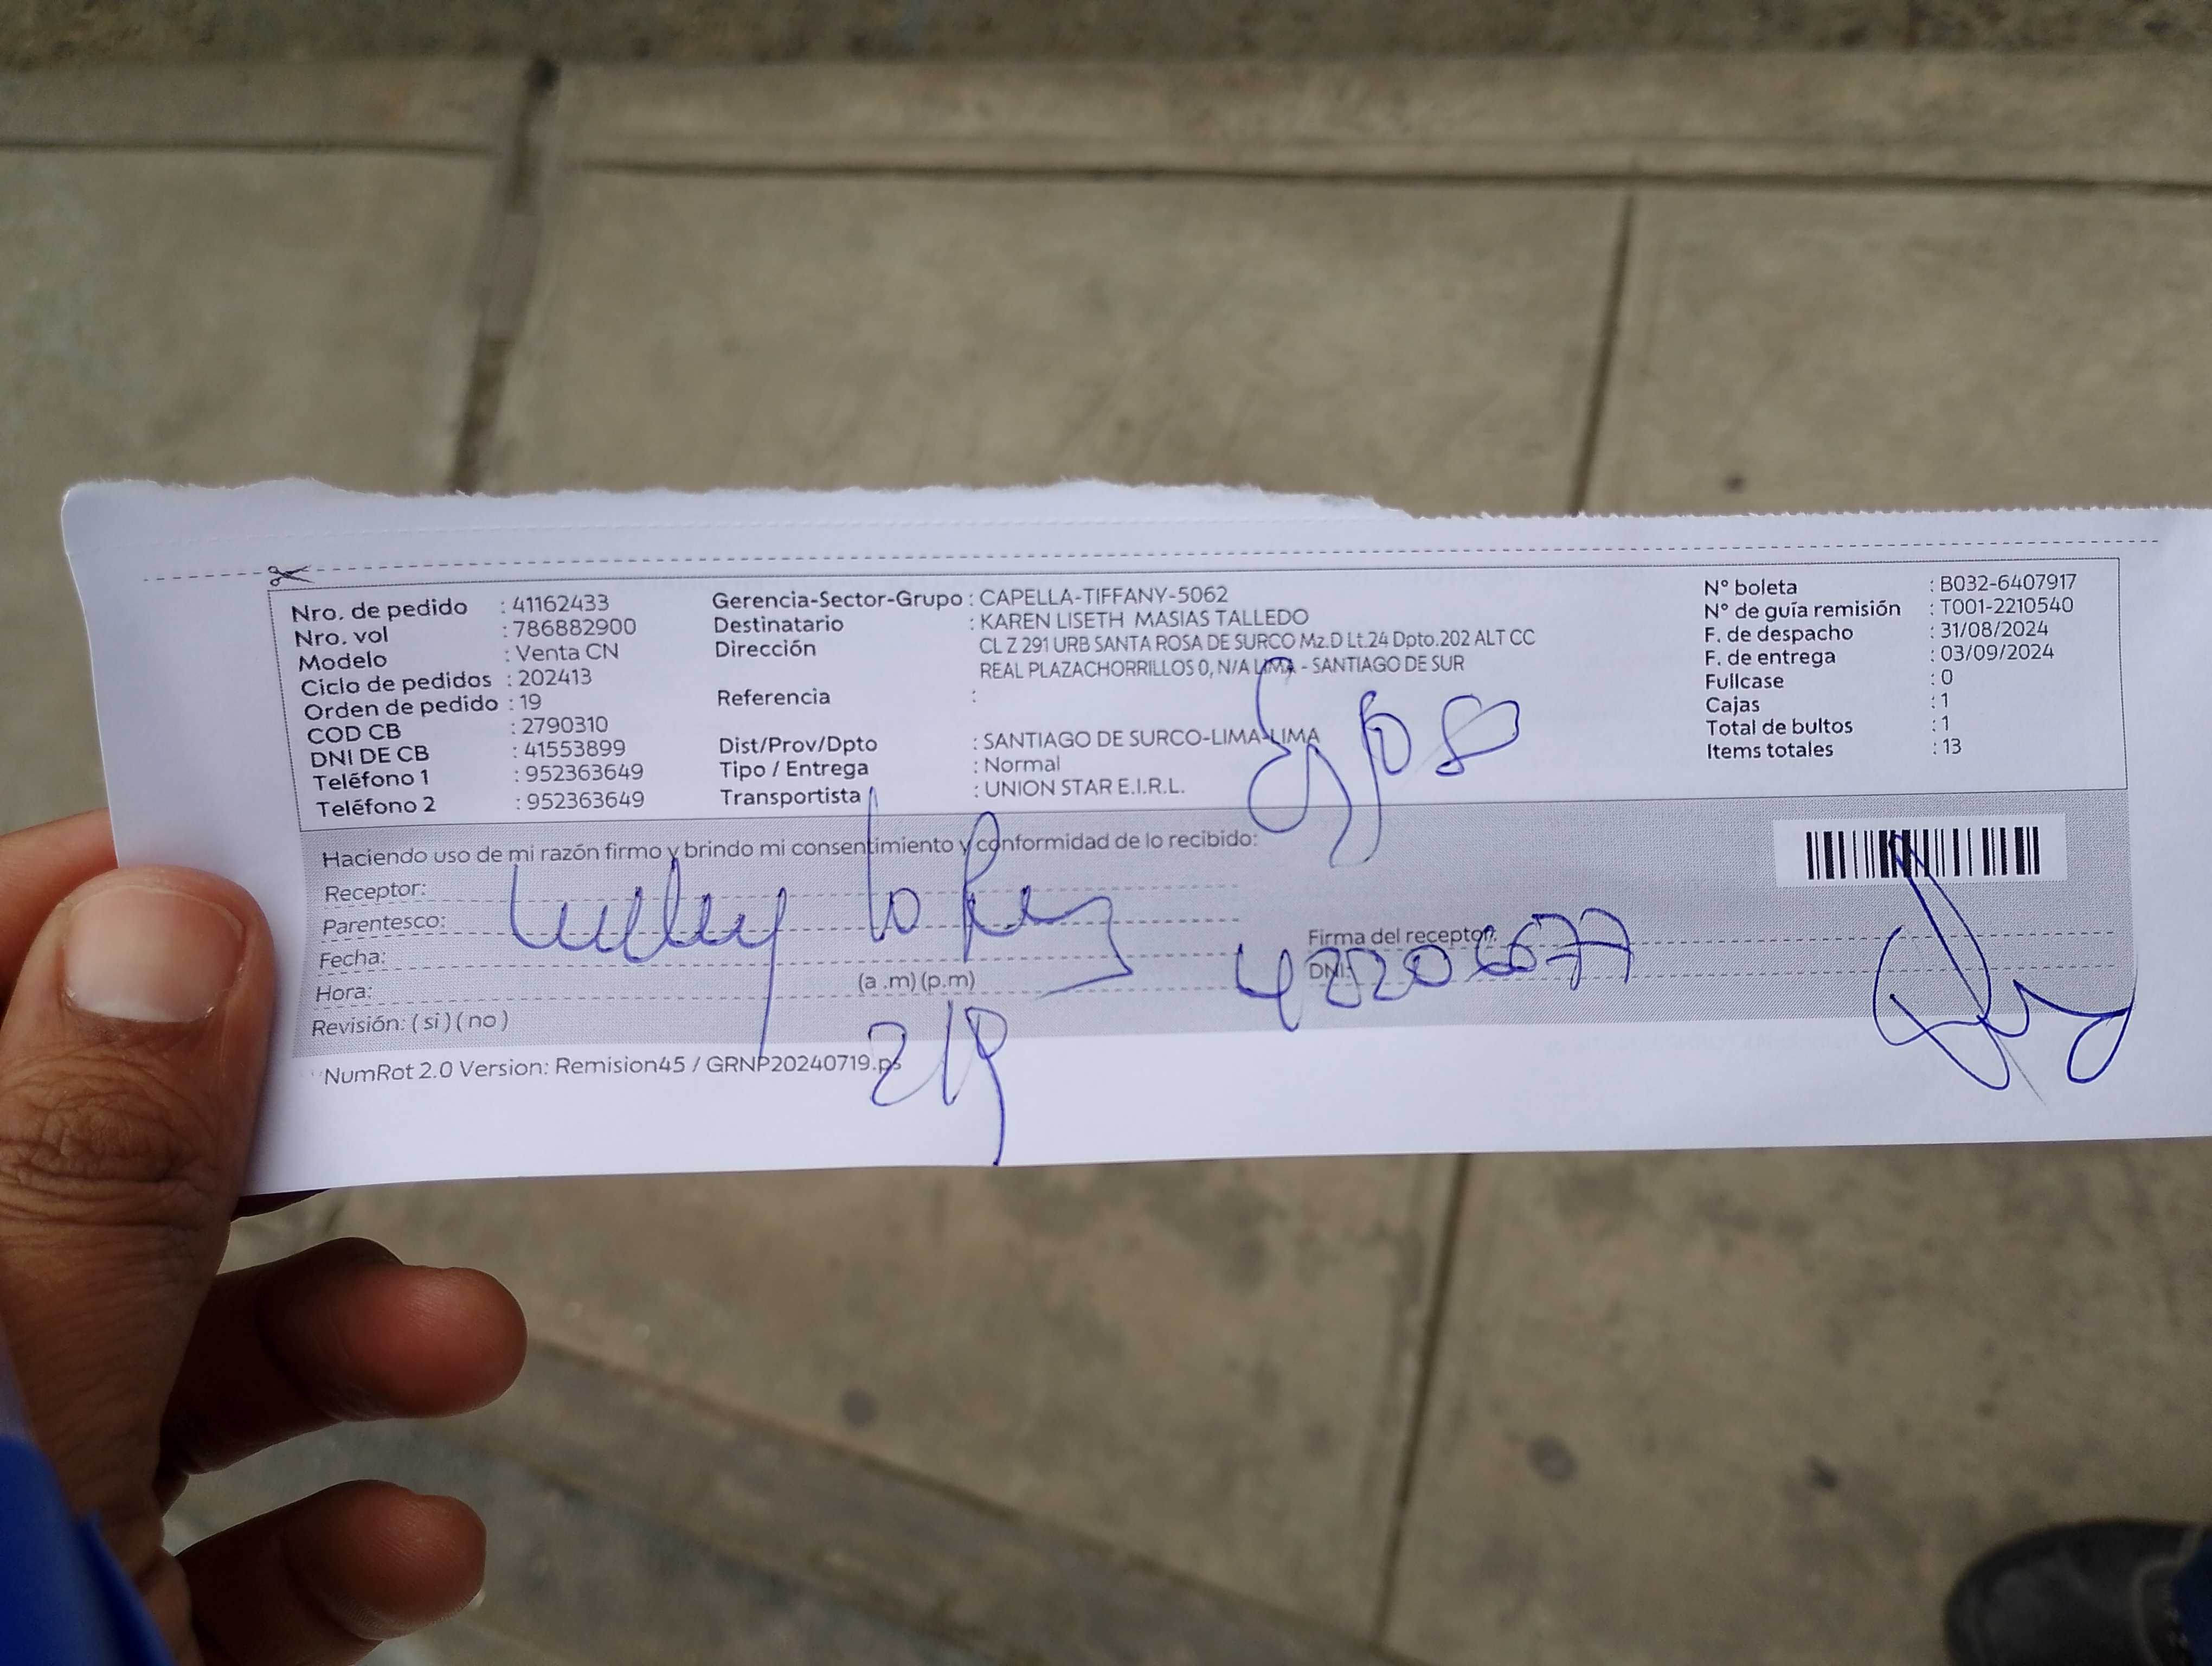 Nro. de pedido : 41162433
Nro. vol : 786882900
Modelo : Venta CN
Ciclo de pedidos : 202413
Orden de pedido : 19
COD CB : 2790310
DNI DE CB : 41553899
Teléfono 1 : 952363649
Teléfono 2 : 952363649
Gerencia-Sector-Grupo : CAPELLA-TIFFANY-5062
Destinatario : KAREN LISETH MASIAS TALLEDO
Dirección CL Z 291 URB SANTA ROSA DE SURCO Mz.D Lt.24 Dpto.202 ALT CC
REAL PLAZACHORRILLOS 0, N/A LIMA - SANTIAGO DE SUR
Referencia :
Dist/Prov/Dpto : SANTIAGO DE SURCO-LIMA-LIMA
Tipo / Entrega : Normal
Transportista : UNION STAR E.I.R.L.
N° boleta : B032-6407917
N° de guía remisión : T001-2210540
F. de despacho : 31/08/2024
F. de entrega : 03/09/2024
Fullcase : 0
Cajas : 1
Total de bultos : 1
Items totales : 13
Esposo
Haciendo uso de mi razón firmo y brindo mi consentimiento y conformidad de lo recibido:
Receptor:
Parentesco:
Fecha:
Hora: (a .m) (p.m)
Revisión: ( si ) ( no )
Firma del receptor:
DNI:
2/9
NumRot 2.0 Version: Remision45 / GRNP20240719.ps